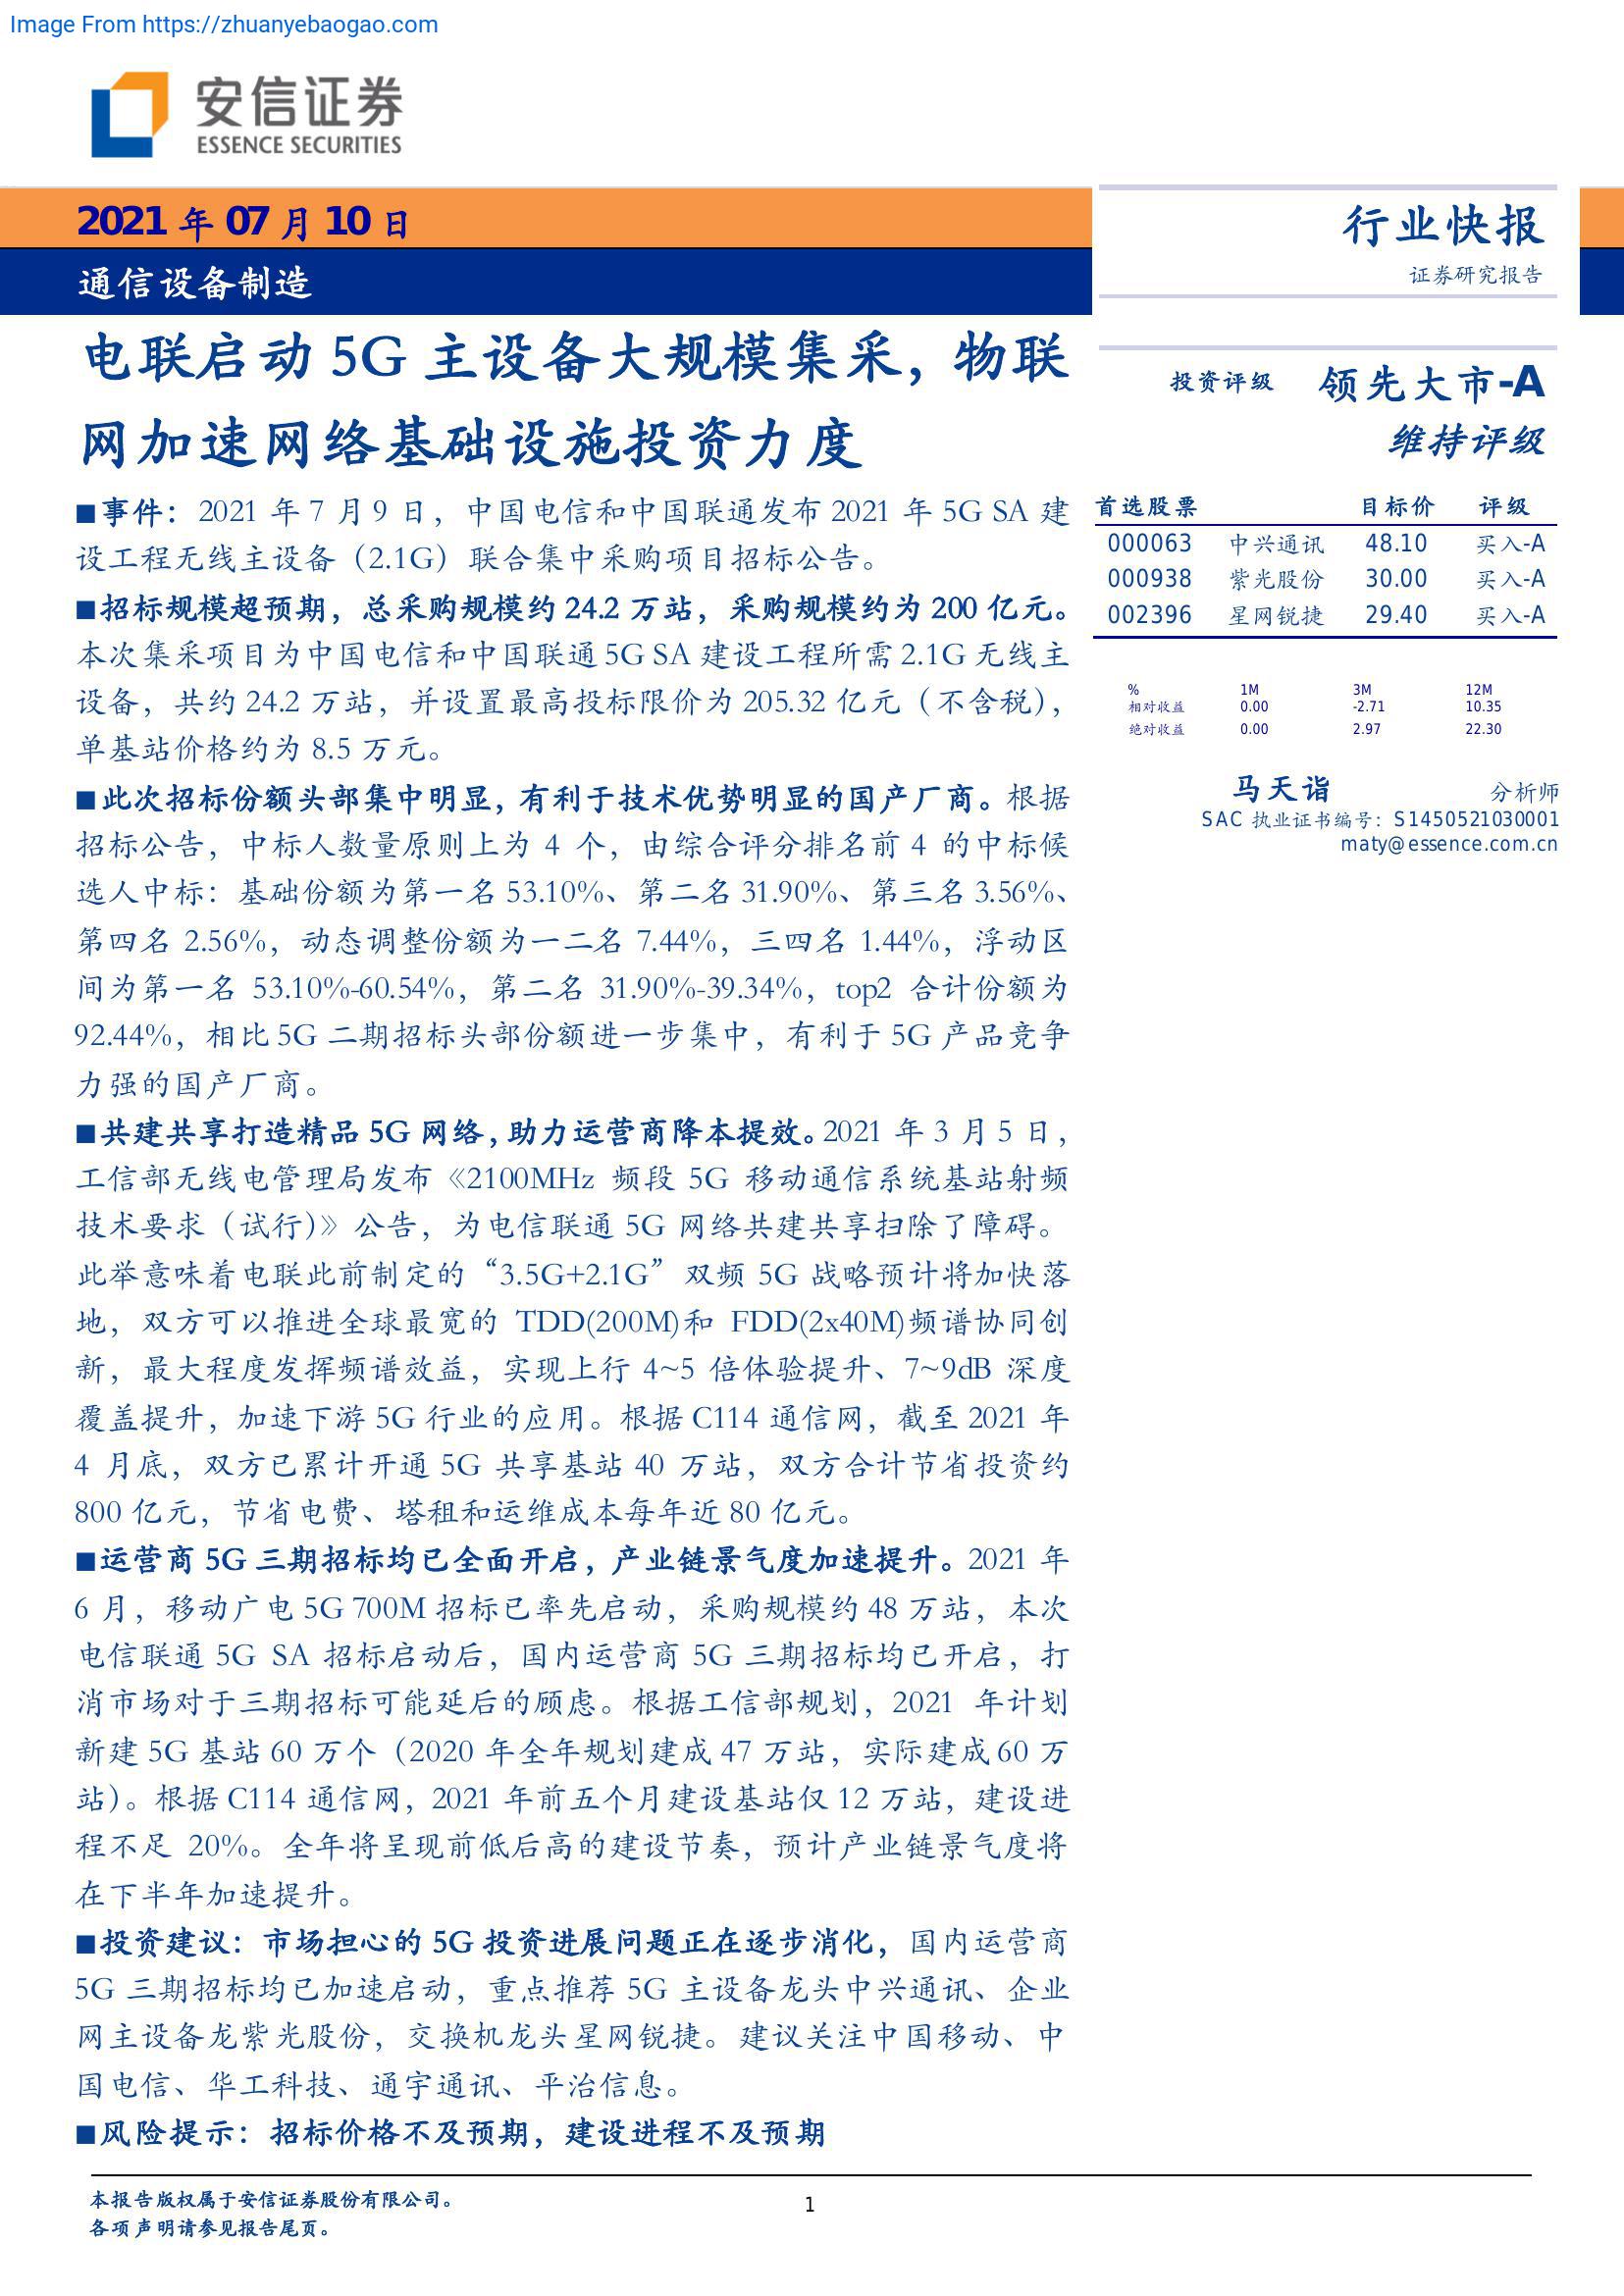 Image From https://zhuanyebaogao.com
安信证券
ESSENCE SECURITIES
2021 年 07 月 10 日
通信设备制造
行业快报
证券研究报告
电联启动 5G 主设备大规模集采，物联
网加速网络基础设施投资力度
■事件：2021 年 7 月 9 日，中国电信和中国联通发布 2021 年 5G SA 建
设工程无线主设备（2.1G）联合集中采购项目招标公告。
■招标规模超预期，总采购规模约 24.2 万站，采购规模约为 200 亿元。
本次集采项目为中国电信和中国联通 5G SA 建设工程所需 2.1G 无线主
设备，共约 24.2 万站，并设置最高投标限价为 205.32 亿元（不含税），
单基站价格约为 8.5 万元。
■此次招标份额头部集中明显，有利于技术优势明显的国产厂商。根据
招标公告，中标人数量原则上为 4 个，由综合评分排名前 4 的中标候
选人中标：基础份额为第一名 53.10%、第二名 31.90%、第三名 3.56%、
第四名 2.56%，动态调整份额为一二名 7.44%，三四名 1.44%，浮动区
间为第一名 53.10%-60.54%，第二名 31.90%-39.34%，top2 合计份额为
92.44%，相比 5G 二期招标头部份额进一步集中，有利于 5G 产品竞争
力强的国产厂商。
■共建共享打造精品 5G 网络，助力运营商降本提效。2021 年 3 月 5 日，
工信部无线电管理局发布《2100MHz 频段 5G 移动通信系统基站射频
技术要求（试行）》公告，为电信联通 5G 网络共建共享扫除了障碍。
此举意味着电联此前制定的“3.5G+2.1G”双频 5G 战略预计将加快落
地，双方可以推进全球最宽的 TDD(200M)和 FDD(2x40M)频谱协同创
新，最大程度发挥频谱效益，实现上行 4~5 倍体验提升、7~9dB 深度
覆盖提升，加速下游 5G 行业的应用。根据 C114 通信网，截至 2021 年
4 月底，双方已累计开通 5G 共享基站 40 万站，双方合计节省投资约
800 亿元，节省电费、塔租和运维成本每年近 80 亿元。
■运营商 5G 三期招标均已全面开启，产业链景气度加速提升。2021 年
6 月，移动广电 5G 700M 招标已率先启动，采购规模约 48 万站，本次
电信联通 5G SA 招标启动后，国内运营商 5G 三期招标均已开启，打
消市场对于三期招标可能延后的顾虑。根据工信部规划，2021 年计划
新建 5G 基站 60 万个（2020 年全年规划建成 47 万站，实际建成 60 万
站）。根据 C114 通信网，2021 年前五个月建设基站仅 12 万站，建设进
程不足 20%。全年将呈现前低后高的建设节奏，预计产业链景气度将
在下半年加速提升。
■投资建议：市场担心的 5G 投资进展问题正在逐步消化，国内运营商
5G 三期招标均已加速启动，重点推荐 5G 主设备龙头中兴通讯、企业
网主设备龙紫光股份，交换机龙头星网锐捷。建议关注中国移动、中
国电信、华工科技、通宇通讯、平治信息。
■风险提示：招标价格不及预期，建设进程不及预期
投资评级 领先大市-A
维持评级
首选股票 目标价 评级
000063 中兴通讯 48.10 买入-A
000938 紫光股份 30.00 买入-A
002396 星网锐捷 29.40 买入-A
% 1M 3M 12M
相对收益 0.00 -2.71 10.35
绝对收益 0.00 2.97 22.30
马天诣 分析师
SAC 执业证书编号：S1450521030001
maty@essence.com.cn
本报告版权属于安信证券股份有限公司。
各项声明请参见报告尾页。
1